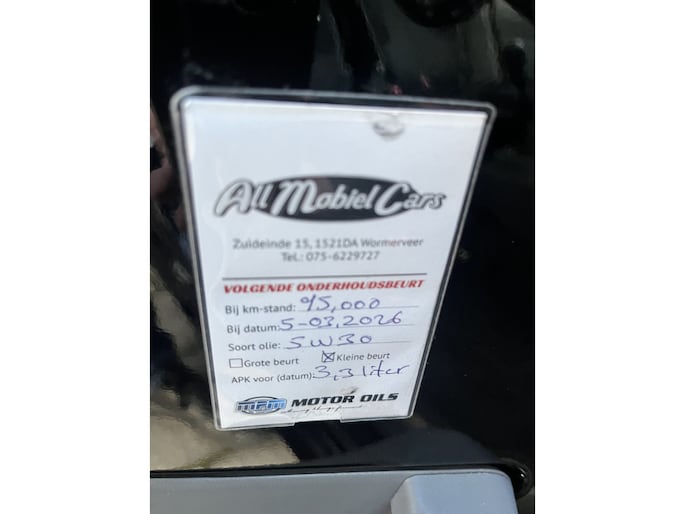 All Mobiel Cars
Zuideinde 15, 1521DA Wormerveer
Tel.: 075-6229727
VOLGENDE ONDERHOUDSBEURT
Bij km-stand: 95,000
Bij datum: 5-03,2026
Soort olie: 5W30
Grote beurt Kleine beurt
APK voor (datum): 3,3 liter
MOTOR OILS